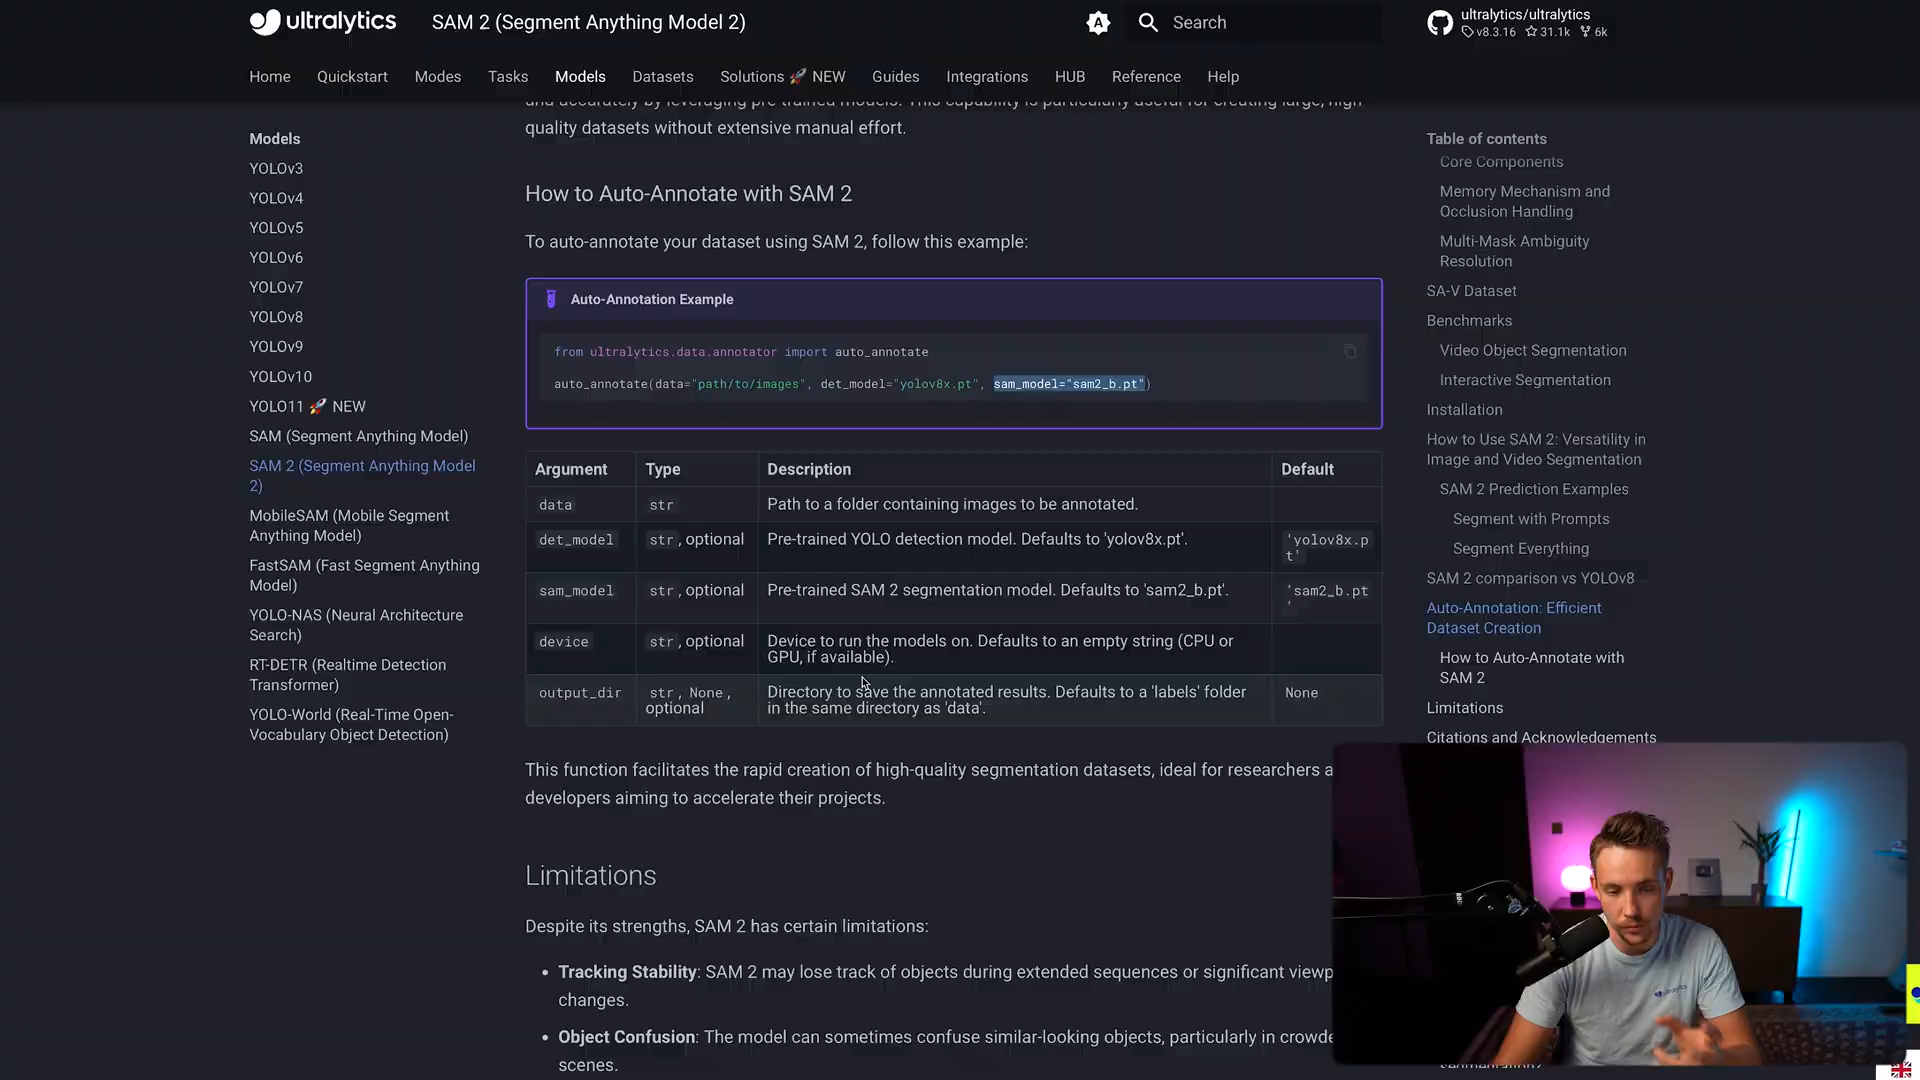 ultralytics
SAM 2 (Segment Anything Model 2)
A
Search
ultralytics/ultralytics
v8.3.16 31.1k 6k
Home Quickstart Modes Tasks Models Datasets Solutions 🚀 NEW Guides Integrations HUB Reference Help
Models
YOLOv3
YOLOv4
YOLOv5
YOLOv6
YOLOv7
YOLOv8
YOLOv9
YOLOv10
YOLO11 🚀 NEW
SAM (Segment Anything Model)
SAM 2 (Segment Anything Model
2)
MobileSAM (Mobile Segment
Anything Model)
FastSAM (Fast Segment Anything
Model)
YOLO-NAS (Neural Architecture
Search)
RT-DETR (Realtime Detection
Transformer)
YOLO-World (Real-Time Open-
Vocabulary Object Detection)
and accurately by leveraging pre-trained models. This capability is particularly useful for creating large, high-
quality datasets without extensive manual effort.
How to Auto-Annotate with SAM 2
To auto-annotate your dataset using SAM 2, follow this example:
Auto-Annotation Example
from ultralytics.data.annotator import auto_annotate
auto_annotate(data="path/to/images", det_model="yolov8x.pt", sam_model="sam2_b.pt")
Argument Type Description Default
data str Path to a folder containing images to be annotated.
det_model str, optional Pre-trained YOLO detection model. Defaults to 'yolov8x.pt'. 'yolov8x.p
t'
sam_model str, optional Pre-trained SAM 2 segmentation model. Defaults to 'sam2_b.pt'. 'sam2_b.pt
'
device str, optional Device to run the models on. Defaults to an empty string (CPU or
GPU, if available).
output_dir str, None, Directory to save the annotated results. Defaults to a 'labels' folder None
optional in the same directory as 'data'.
This function facilitates the rapid creation of high-quality segmentation datasets, ideal for researchers a
developers aiming to accelerate their projects.
Limitations
Despite its strengths, SAM 2 has certain limitations:
• Tracking Stability: SAM 2 may lose track of objects during extended sequences or significant viewp
changes.
• Object Confusion: The model can sometimes confuse similar-looking objects, particularly in crowde
scenes.
Table of contents
Core Components
Memory Mechanism and
Occlusion Handling
Multi-Mask Ambiguity
Resolution
SA-V Dataset
Benchmarks
Video Object Segmentation
Interactive Segmentation
Installation
How to Use SAM 2: Versatility in
Image and Video Segmentation
SAM 2 Prediction Examples
Segment with Prompts
Segment Everything
SAM 2 comparison vs YOLOv8
Auto-Annotation: Efficient
Dataset Creation
How to Auto-Annotate with
SAM 2
Limitations
Citations and Acknowledgements
ultralytics